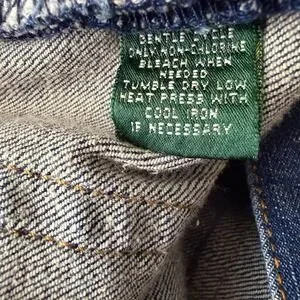 GENTLE CYCLE
ONLY NON-CHLORINE
BLEACH WHEN
NEEDED
TUMBLE DRY LOW
HEAT PRESS WITH
COOL IRON
IF NECESSARY